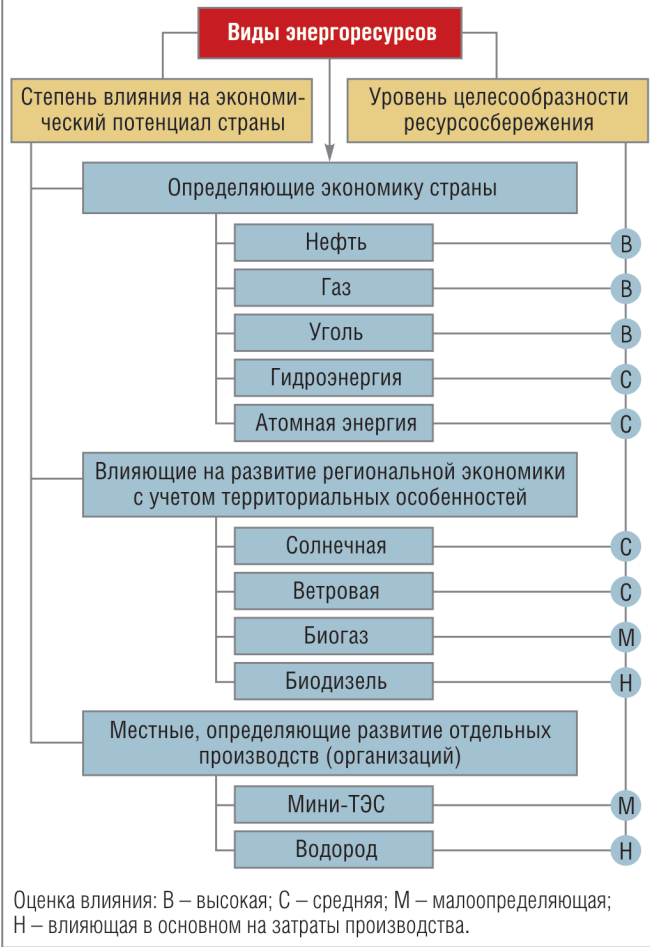 Виды энергоресурсов
Степень влияния на экономи-
ческий потенциал страны
Уровень целесообразности
ресурсосбережения
Определяющие экономику страны
Нефть
В
Газ
В
Уголь
В
Гидроэнергия
С
Атомная энергия
С
Влияющие на развитие региональной экономики
с учетом территориальных особенностей
Солнечная
С
Ветровая
С
Биогаз
М
Биодизель
Н
Местные, определяющие развитие отдельных
производств (организаций)
Мини-ТЭС
М
Водород
Н
Оценка влияния: В – высокая; С – средняя; М – малоопределяющая;
Н – влияющая в основном на затраты производства.